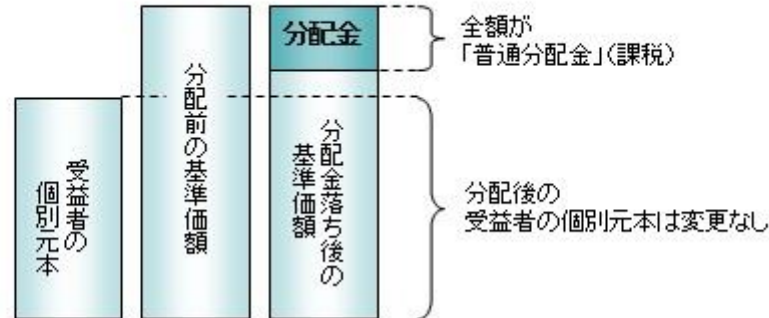 受益者の
個別元本
分配前の基準価額
分配金
分配金落ち後の
基準価額
全額が
「普通分配金」(課税)
分配後の
受益者の個別元本は変更なし